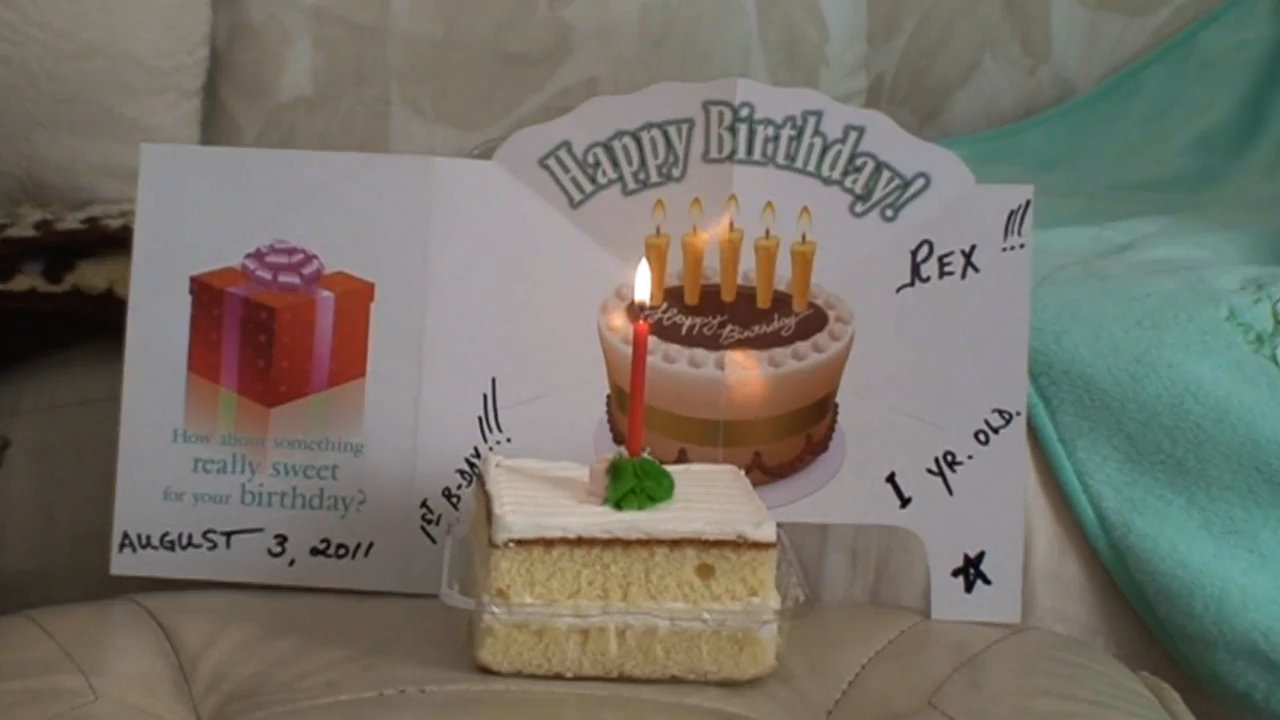 Happy Birthday!
Happy Birthday
REX !!!
How about something
really sweet
for your birthday?
AUGUST 3, 2011
1ST B-DAY!!!
1 YR. OLD.